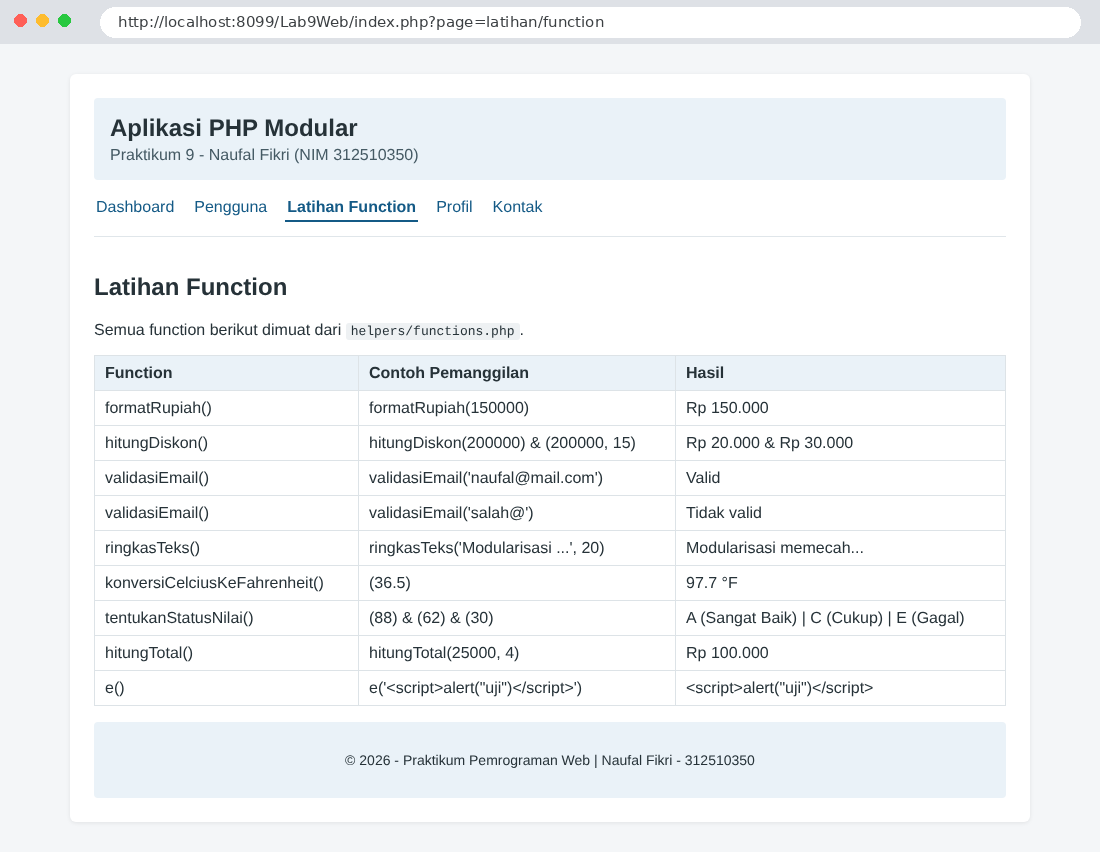 http://localhost:8099/Lab9Web/index.php?page=latihan/function
Aplikasi PHP Modular
Praktikum 9 - Naufal Fikri (NIM 312510350)
Dashboard Pengguna Latihan Function Profil Kontak
Latihan Function
Semua function berikut dimuat dari helpers/functions.php.
Function Contoh Pemanggilan Hasil
formatRupiah() formatRupiah(150000) Rp 150.000
hitungDiskon() hitungDiskon(200000) & (200000, 15) Rp 20.000 & Rp 30.000
validasiEmail() validasiEmail('naufal@mail.com') Valid
validasiEmail() validasiEmail('salah@') Tidak valid
ringkasTeks() ringkasTeks('Modularisasi ...', 20) Modularisasi memecah...
konversiCelciusKeFahrenheit() (36.5) 97.7 °F
tentukanStatusNilai() (88) & (62) & (30) A (Sangat Baik) | C (Cukup) | E (Gagal)
hitungTotal() hitungTotal(25000, 4) Rp 100.000
e() e('<script>alert("uji")</script>') <script>alert("uji")</script>
© 2026 - Praktikum Pemrograman Web | Naufal Fikri - 312510350